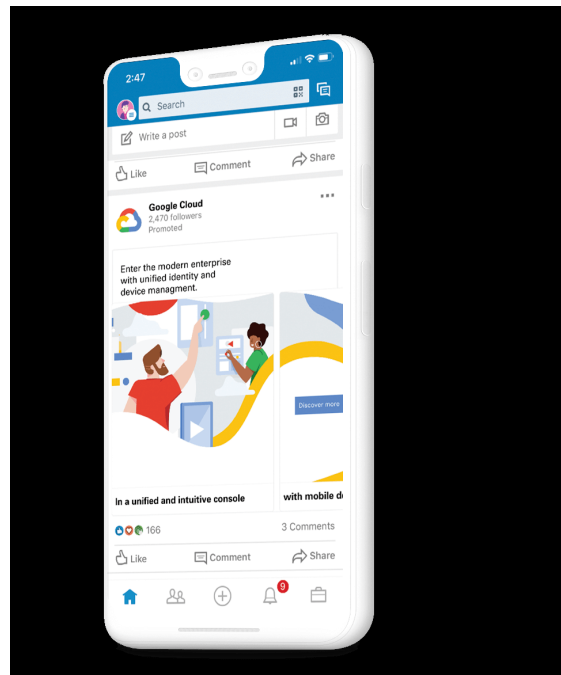 2:47
Search
Write a post
Like Comment Share
Google Cloud
2,470 followers
Promoted
Enter the modern enterprise
with unified identity and
device managment.
Discover more
In a unified and intuitive console
with mobile
166
3 Comments
Like Comment Share
9